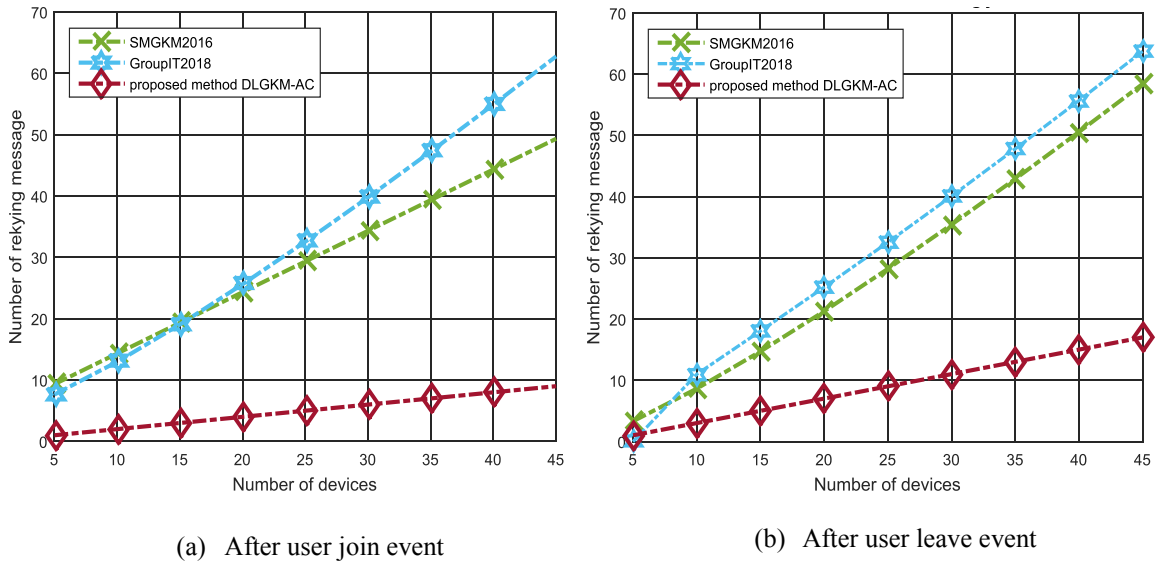 70
60
50
40
30
20
10
0
SMGKM2016
GroupIT2018
proposed method DLGKM-AC
Number of rekying message
5 10 15 20 25 30 35 40 45
Number of devices
(a) After user join event
70
60
50
40
30
20
10
0
SMGKM2016
GroupIT2018
proposed method DLGKM-AC
Number of rekying message
5 10 15 20 25 30 35 40 45
Number of devices
(b) After user leave event